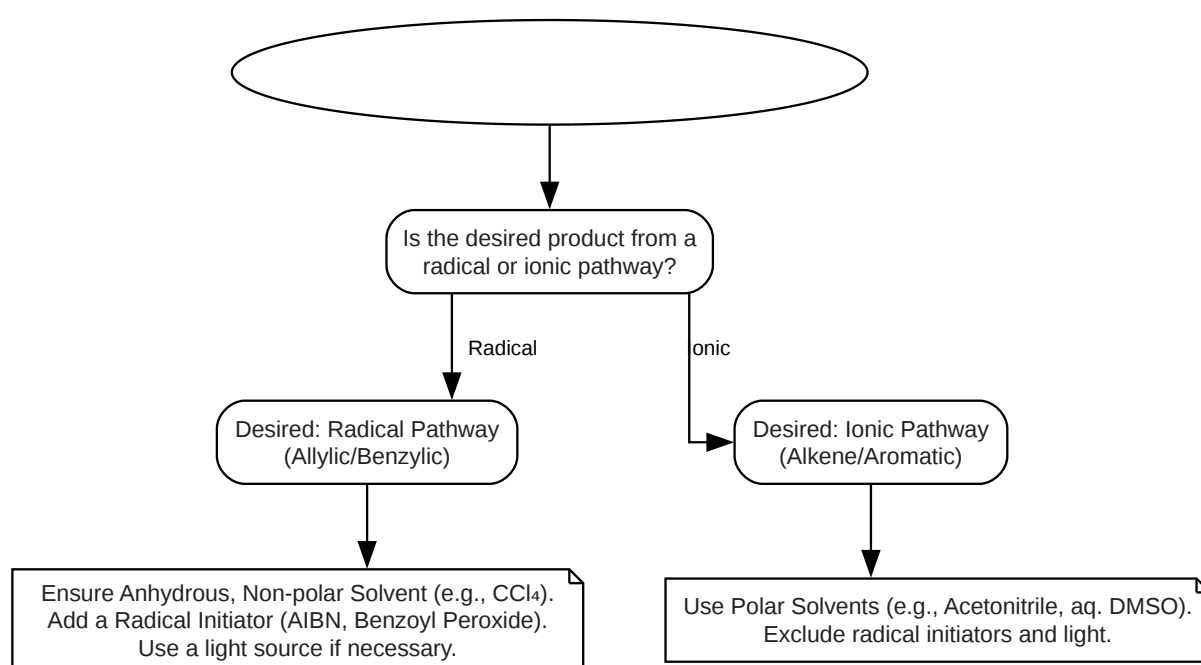 Is the desired product from a
radical or ionic pathway?
Radical
Ionic
Desired: Radical Pathway
(Allylic/Benzylic)
Desired: Ionic Pathway
(Alkene/Aromatic)
Ensure Anhydrous, Non-polar Solvent (e.g., CCl₄).
Add a Radical Initiator (AIBN, Benzoyl Peroxide).
Use a light source if necessary.
Use Polar Solvents (e.g., Acetonitrile, aq. DMSO).
Exclude radical initiators and light.